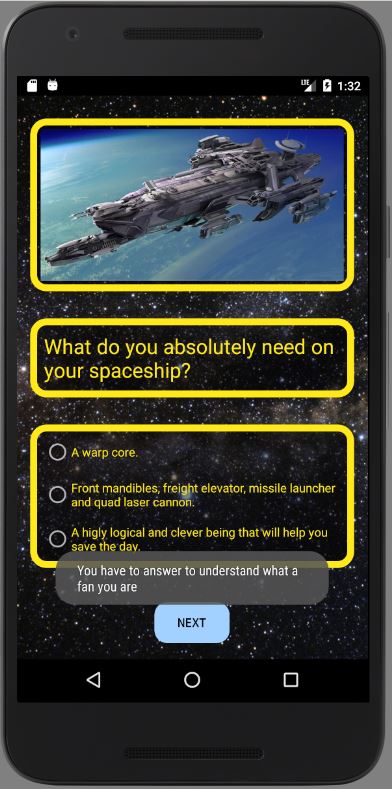 LTE 1:32
What do you absolutely need on
your spaceship?
A warp core.
Front mandibles, freight elevator, missile launcher
and quad laser cannon.
A higly logical and clever being that will help you
save the day.
You have to answer to understand what a
fan you are
NEXT